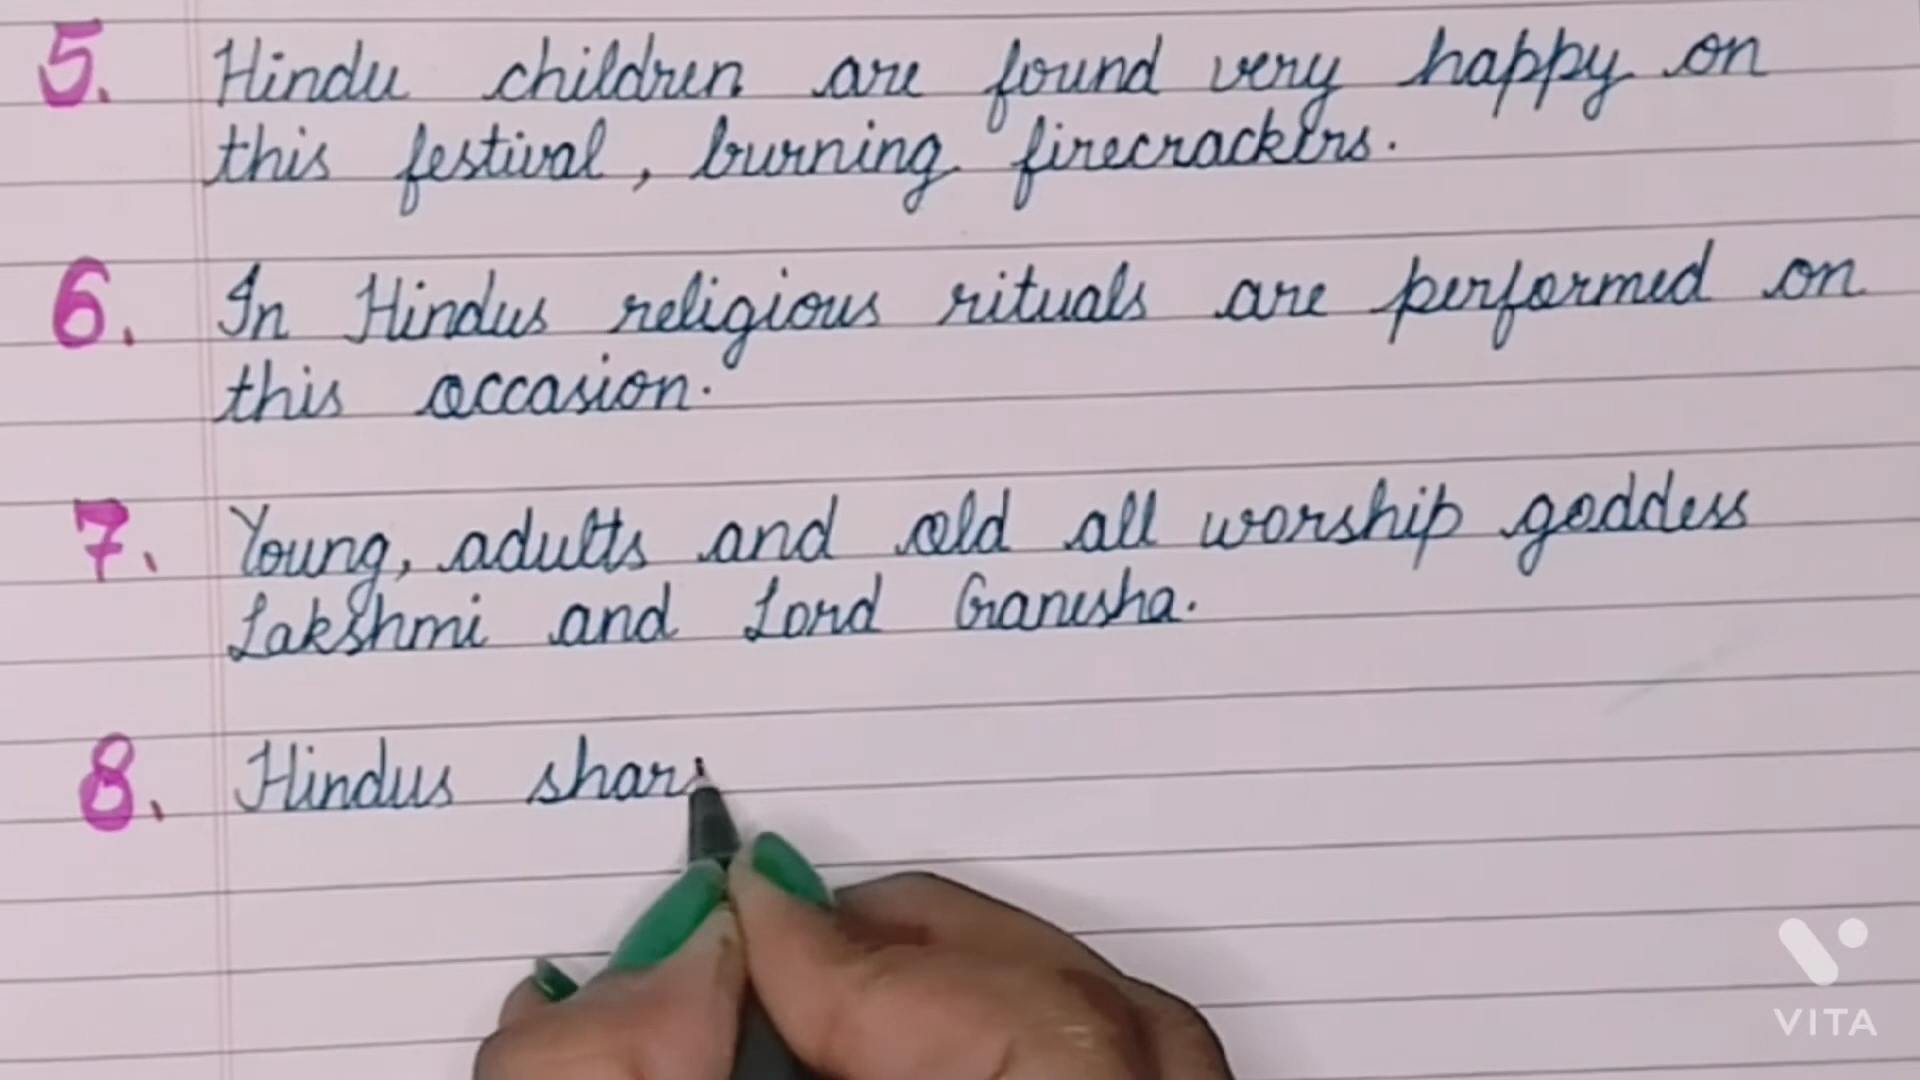 5. Hindu children are found very happy on
this festival, burning firecrackers.
6. In Hindus religious rituals are performed on
this occasion.
7. Young, adults and old all worship goddess
Lakshmi and Lord Ganesha.
8. Hindus shar
VITA